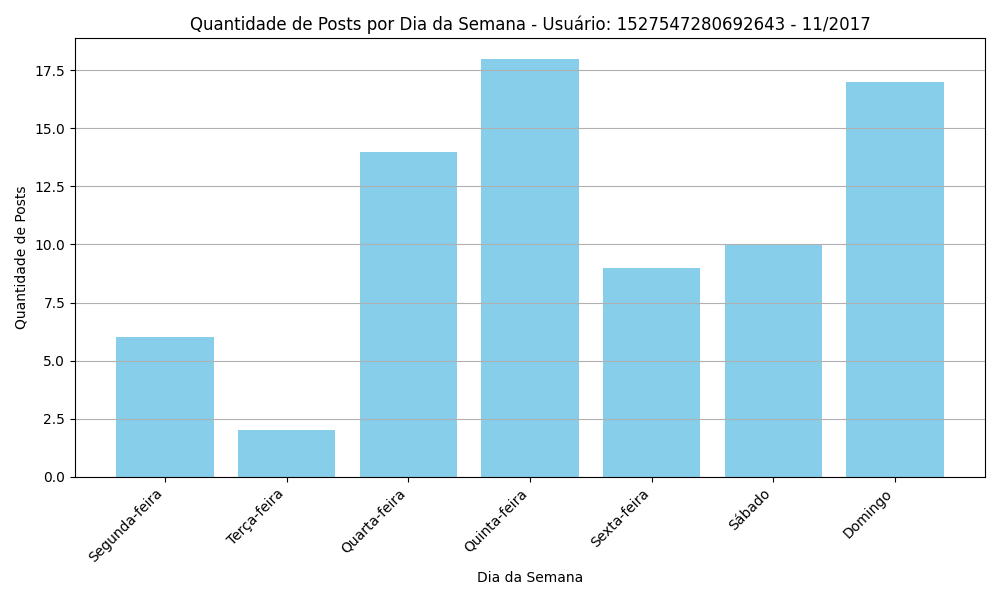 Quantidade de Posts por Dia da Semana - Usuário: 1527547280692643 - 11/2017
17.5
15.0
12.5
10.0
7.5
5.0
2.5
0.0
Quantidade de Posts
Segunda-feira
Terça-feira
Quarta-feira
Quinta-feira
Sexta-feira
Sábado
Domingo
Dia da Semana